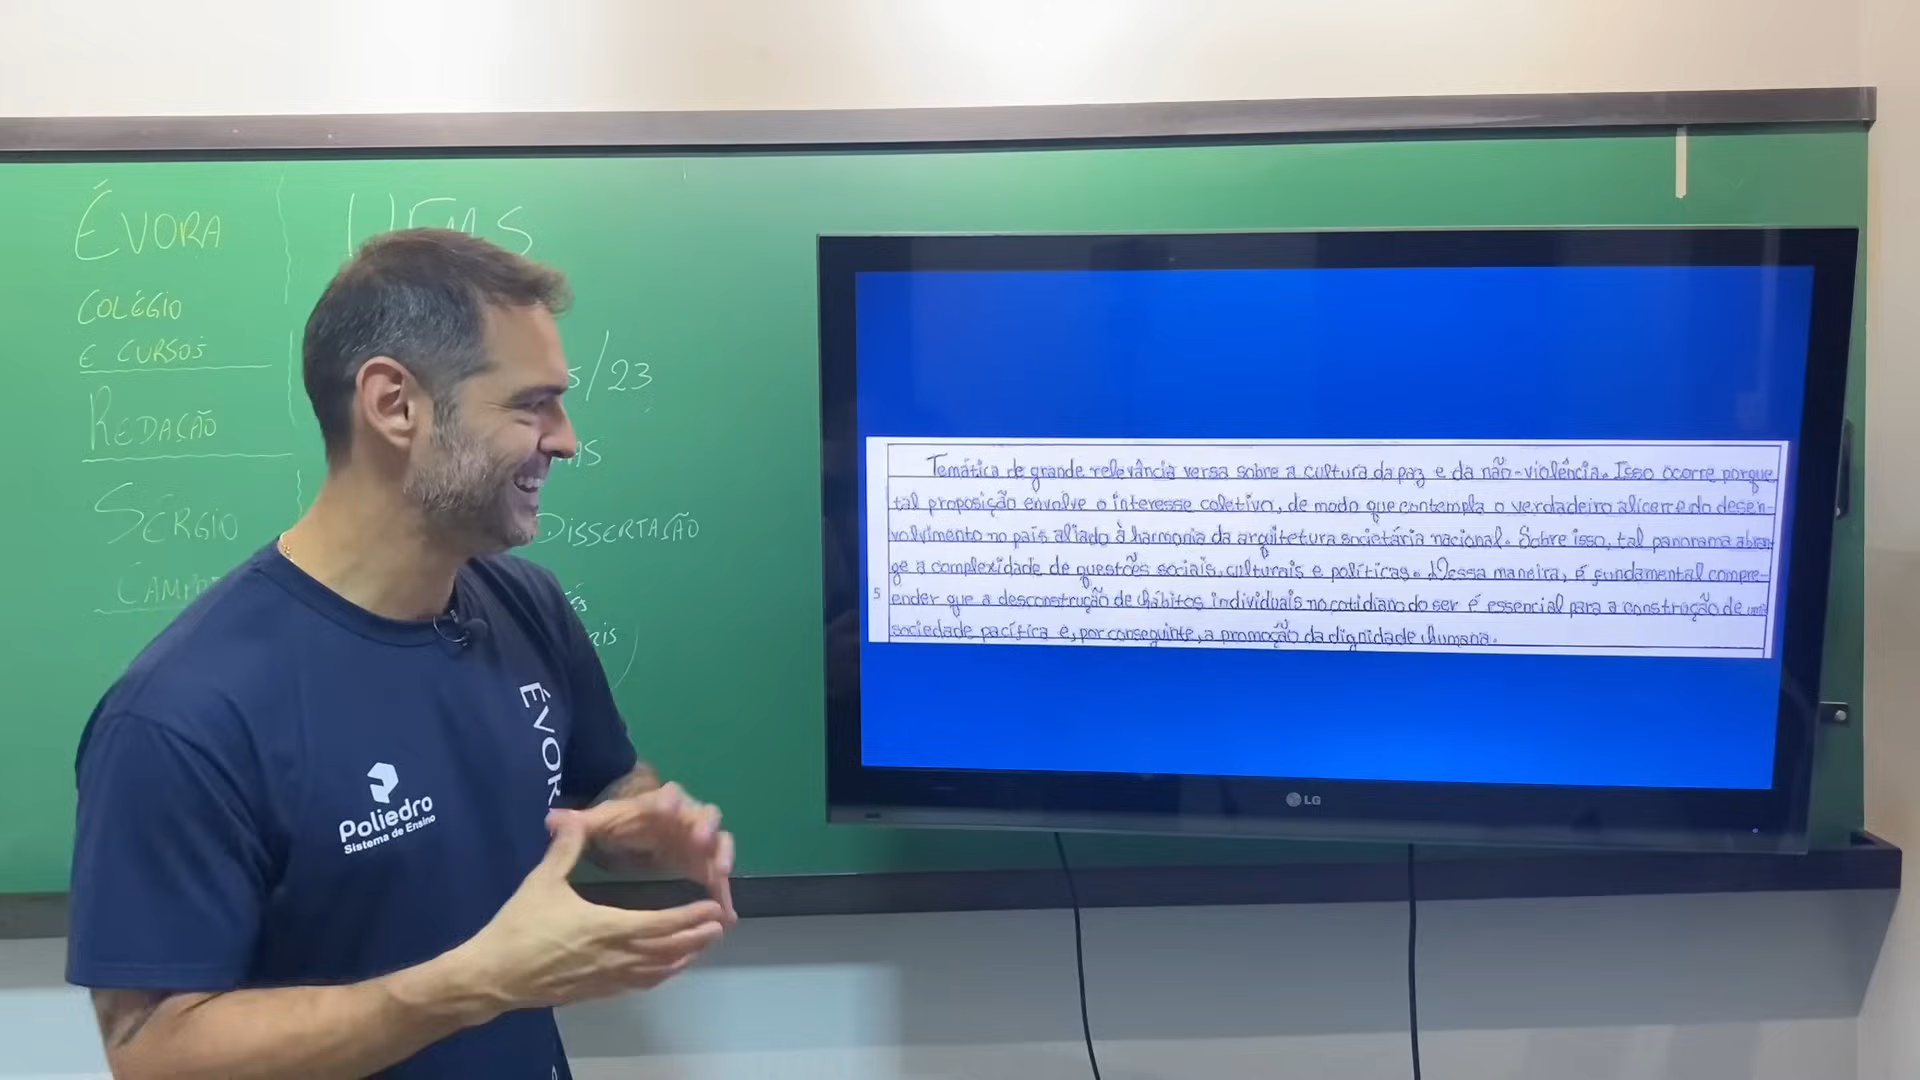 ÉVORA
COLÉGIO
E CURSOS
REDAÇÃO
SÉRGIO
UFMS
5/23
DISSERTAÇÃO
ÉVOR
Poliedro
Sistema de Ensino
Temática de grande relevância versa sobre a cultura da paz e da não-violência. Isso ocorre porque
tal proposição envolve o interesse coletivo, de modo que contempla o verdadeiro alicerce do desen-
volvimento no país aliado à harmonia da arquitetura societária nacional. Sobre isso, tal panorama abran-
ge a complexidade de questões sociais, culturais e políticas. Dessa maneira, é fundamental compre-
5
ender que a desconstrução de hábitos individuais no cotidiano do ser é essencial para a construção de uma
sociedade pacífica e, por conseguinte, a promoção da dignidade humana.
LG